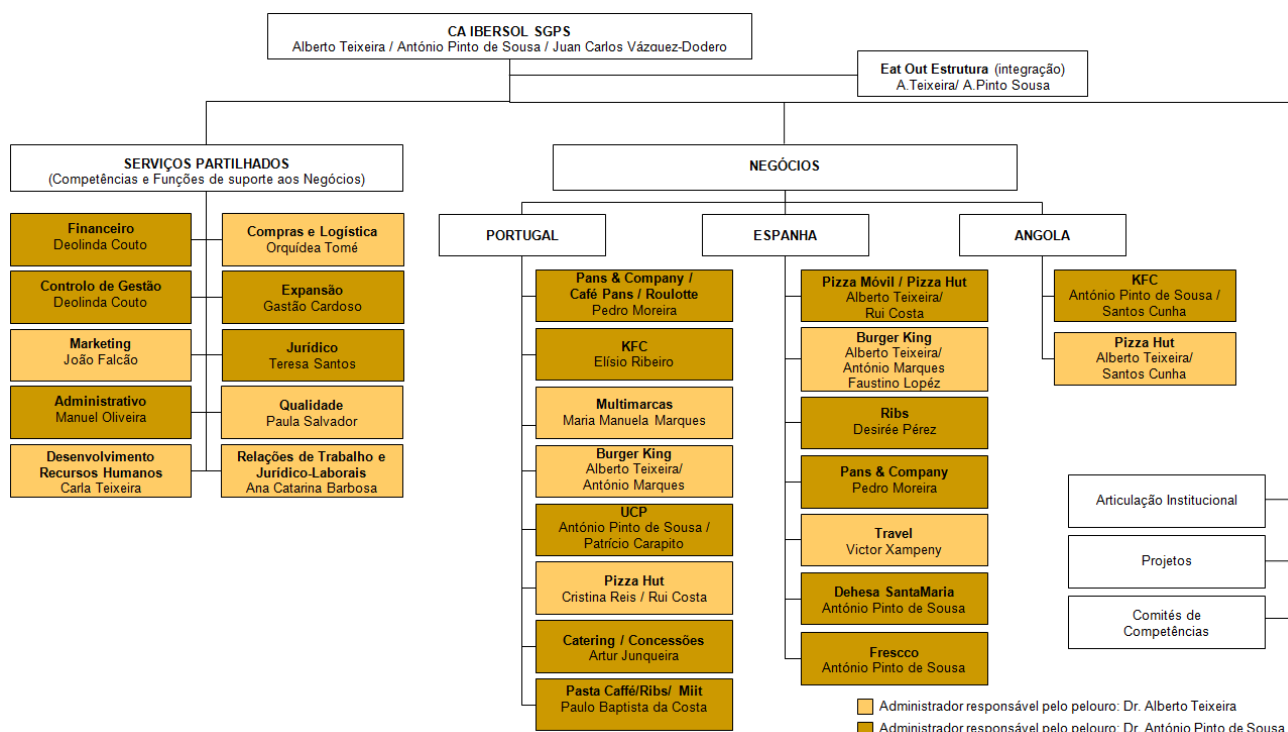 CA IBERSOL SGPS
Alberto Teixeira / António Pinto de Sousa / Juan Carlos Vázquez-Dodero
Eat Out Estrutura (integração)
A.Teixeira/ A.Pinto Sousa
SERVIÇOS PARTILHADOS
(Competências e Funções de suporte aos Negócios)
Financeiro
Deolinda Couto
Compras e Logística
Orquídea Tomé
Controlo de Gestão
Deolinda Couto
Expansão
Gastão Cardoso
Marketing
João Falcão
Jurídico
Teresa Santos
Administrativo
Manuel Oliveira
Qualidade
Paula Salvador
Desenvolvimento
Recursos Humanos
Carla Teixeira
Relações de Trabalho e
Jurídico-Laborais
Ana Catarina Barbosa
NEGÓCIOS
PORTUGAL
Pans & Company /
Café Pans / Roulotte
Pedro Moreira
KFC
Elísio Ribeiro
Multimarcas
Maria Manuela Marques
Burger King
Alberto Teixeira/
António Marques
UCP
António Pinto de Sousa /
Patrício Carapito
Pizza Hut
Cristina Reis / Rui Costa
Catering / Concessões
Artur Junqueira
Pasta Caffé/Ribs/ Miit
Paulo Baptista da Costa
ESPANHA
Pizza Móvil / Pizza Hut
Alberto Teixeira/
Rui Costa
Burger King
Alberto Teixeira/
António Marques
Faustino Lopéz
Ribs
Desirée Pérez
Pans & Company
Pedro Moreira
Travel
Victor Xampeny
Dehesa SantaMaria
António Pinto de Sousa
Frescco
António Pinto de Sousa
ANGOLA
KFC
António Pinto de Sousa /
Santos Cunha
Pizza Hut
Alberto Teixeira/
Santos Cunha
Articulação Institucional
Projetos
Comités de
Competências
Administrador responsável pelo pelouro: Dr. Alberto Teixeira
Administrador responsável pelo pelouro: Dr. António Pinto de Sousa